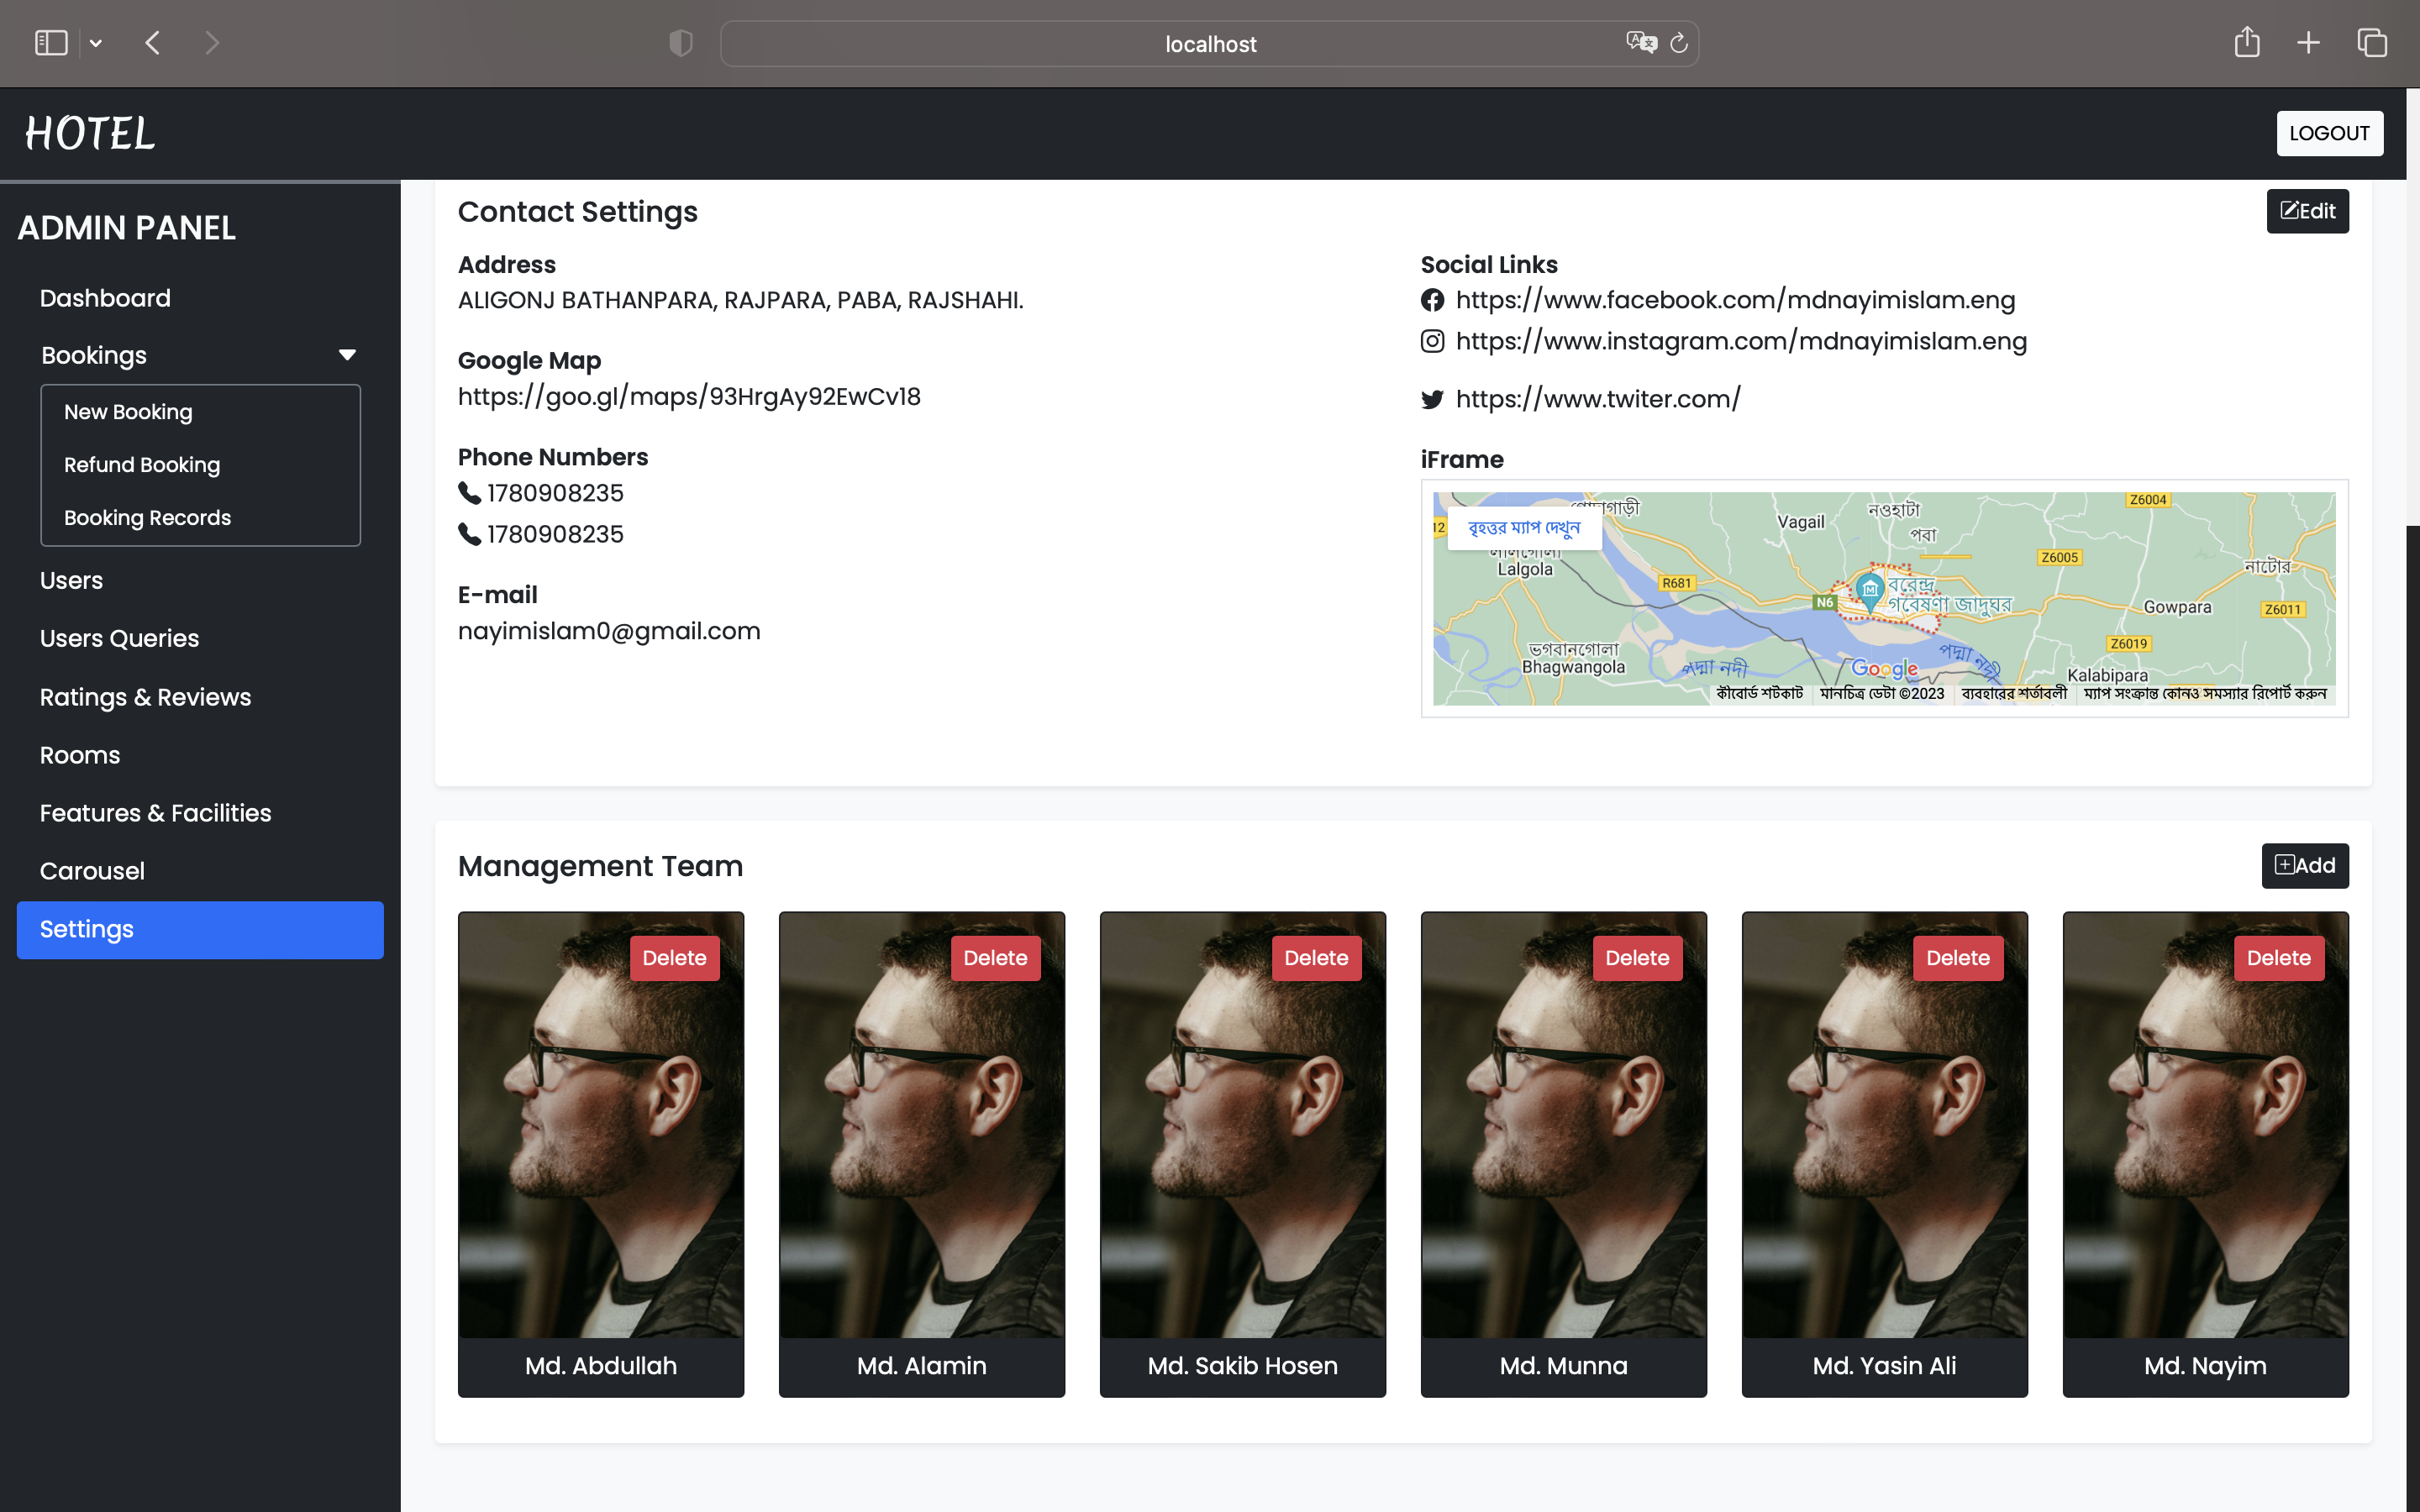 localhost
HOTEL
LOGOUT
ADMIN PANEL
Dashboard
Bookings
New Booking
Refund Booking
Booking Records
Users
Users Queries
Ratings & Reviews
Rooms
Features & Facilities
Carousel
Settings
Contact Settings
Edit
Address
ALIGONJ BATHANPARA, RAJPARA, PABA, RAJSHAHI.
Google Map
https://goo.gl/maps/93HrgAy92EwCv18
Phone Numbers
1780908235
1780908235
E-mail
nayimislam0@gmail.com
Social Links
https://www.facebook.com/mdnayimislam.eng
https://www.instagram.com/mdnayimislam.eng
https://www.twiter.com/
iFrame
বৃহত্তর ম্যাপ দেখুন
12
Lalgola
Vagail
নওহাটা
পবা
Z6004
Z6005
R681
N6
বরেন্দ্র
গবেষণা জাদুঘর
নাটোর
Gowpara
Z6011
Z6019
ভগবানগোলা
Bhagwangola
পদ্মা নদী
পদ্মা নদী
Kalabipara
Google
কীবোর্ড শর্টকাট
মানচিত্র ডেটা ©2023
ব্যবহারের শর্তাবলী
ম্যাপ সংক্রান্ত কোনও সমস্যার রিপোর্ট করুন
Management Team
Add
Delete
Delete
Delete
Delete
Delete
Delete
Md. Abdullah
Md. Alamin
Md. Sakib Hosen
Md. Munna
Md. Yasin Ali
Md. Nayim